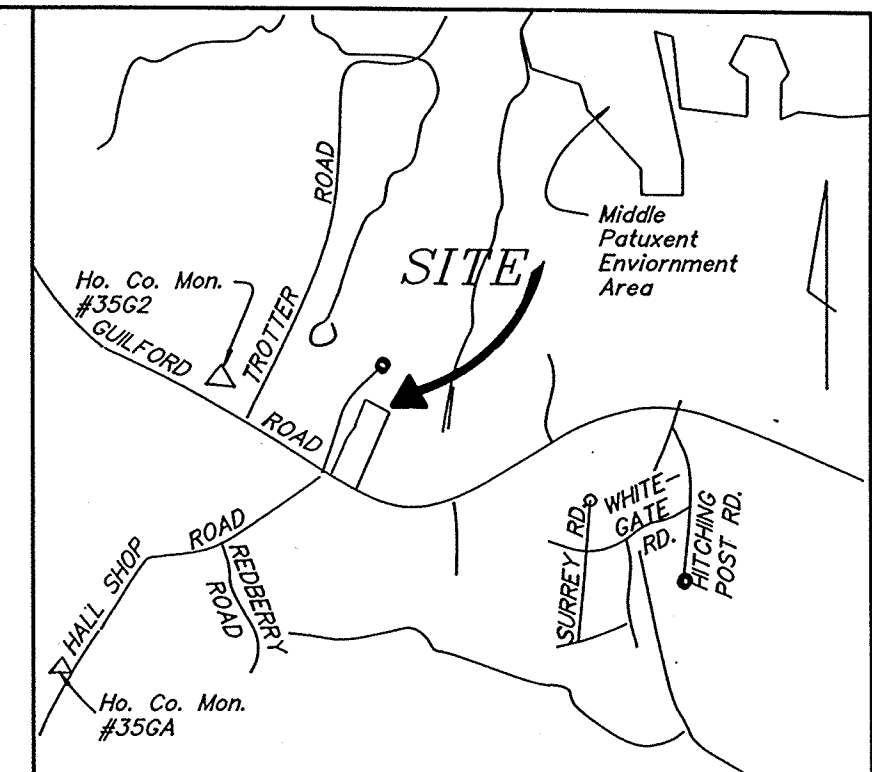 Middle
Patuxent
Enviornment
Area
SITE
Ho. Co. Mon.
#35G2
TROTTER ROAD
GUILFORD ROAD
WHITE-
GATE
RD.
SURREY RD.
HITCHING
POST RD.
HALL SHOP ROAD
REDBERRY
ROAD
Ho. Co. Mon.
#35GA